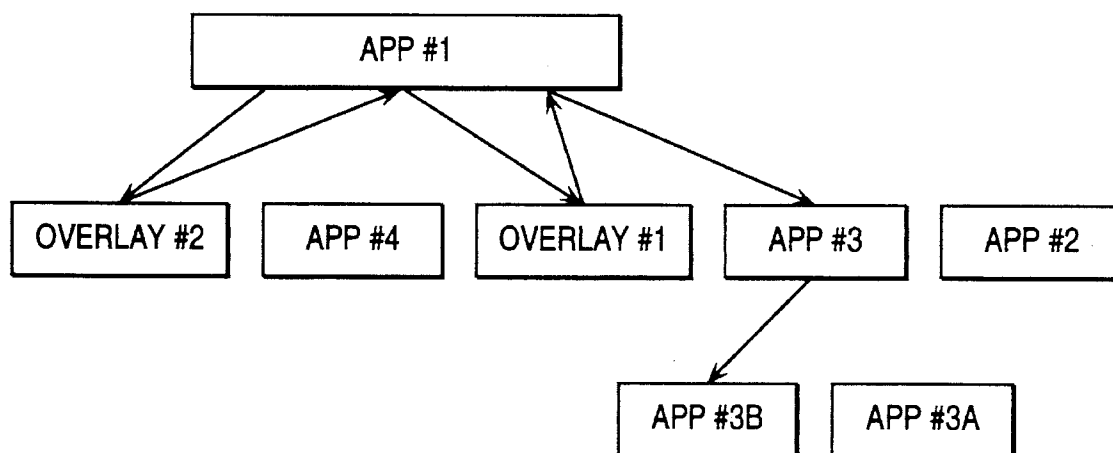 APP #1
OVERLAY #2
APP #4
OVERLAY #1
APP #3
APP #2
APP #3B
APP #3A